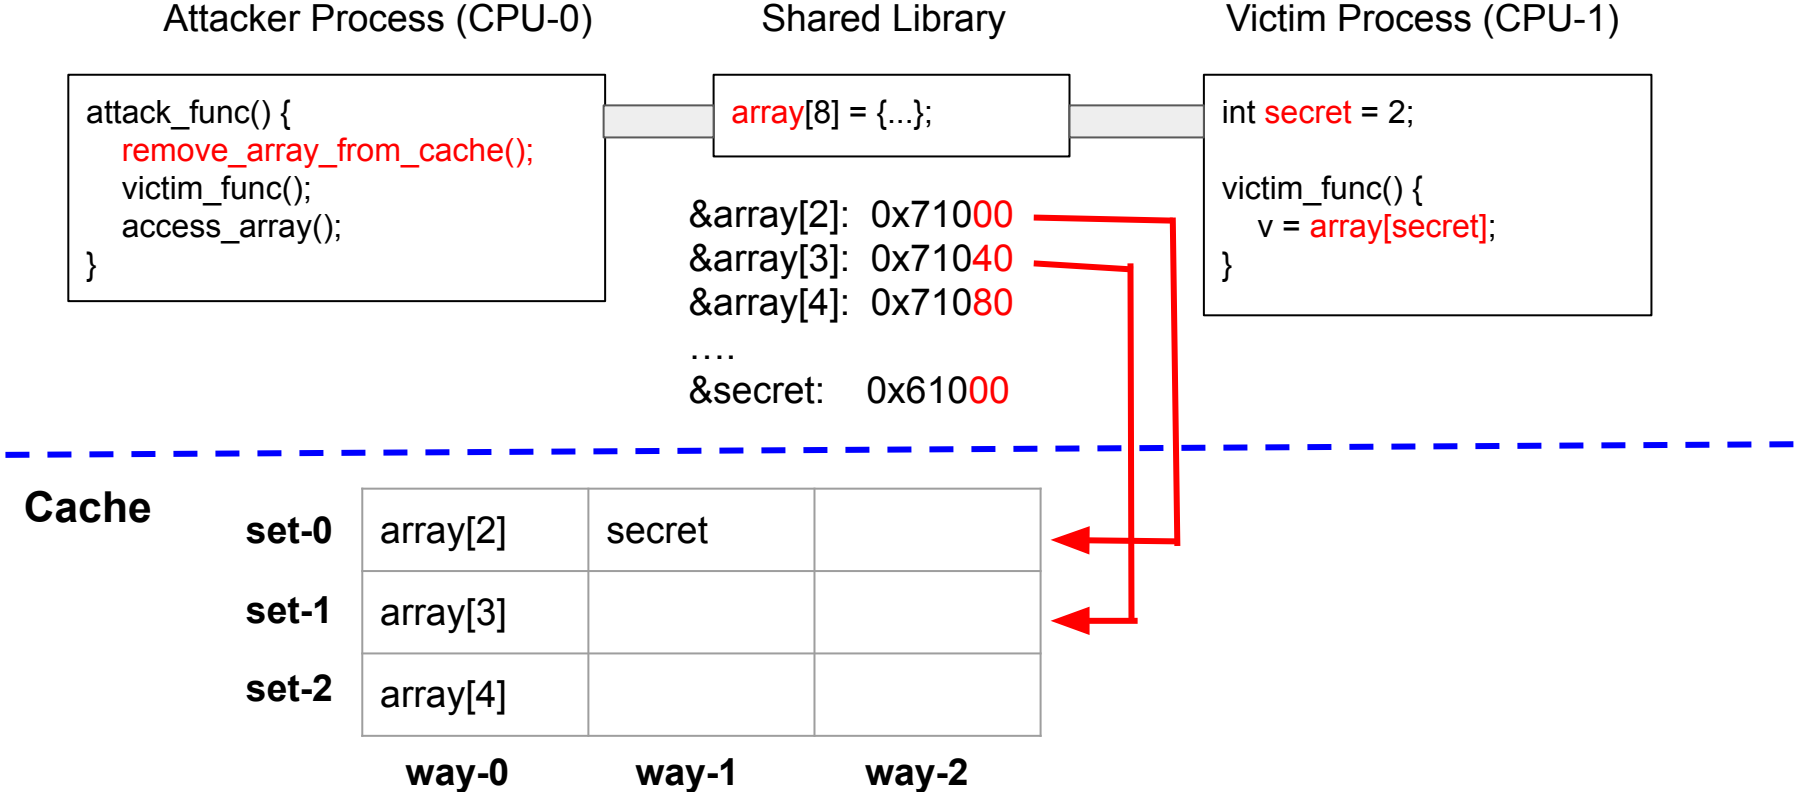 Attacker Process (CPU-0)
Shared Library
Victim Process (CPU-1)
attack_func() {
remove_array_from_cache();
victim_func();
access_array();
}
array[8] = {...};
int secret = 2;
victim_func() {
v = array[secret];
}
&array[2]: 0x71000
&array[3]: 0x71040
&array[4]: 0x71080
….
&secret: 0x61000
Cache
set-0
array[2]
secret
set-1
array[3]
set-2
array[4]
way-0
way-1
way-2